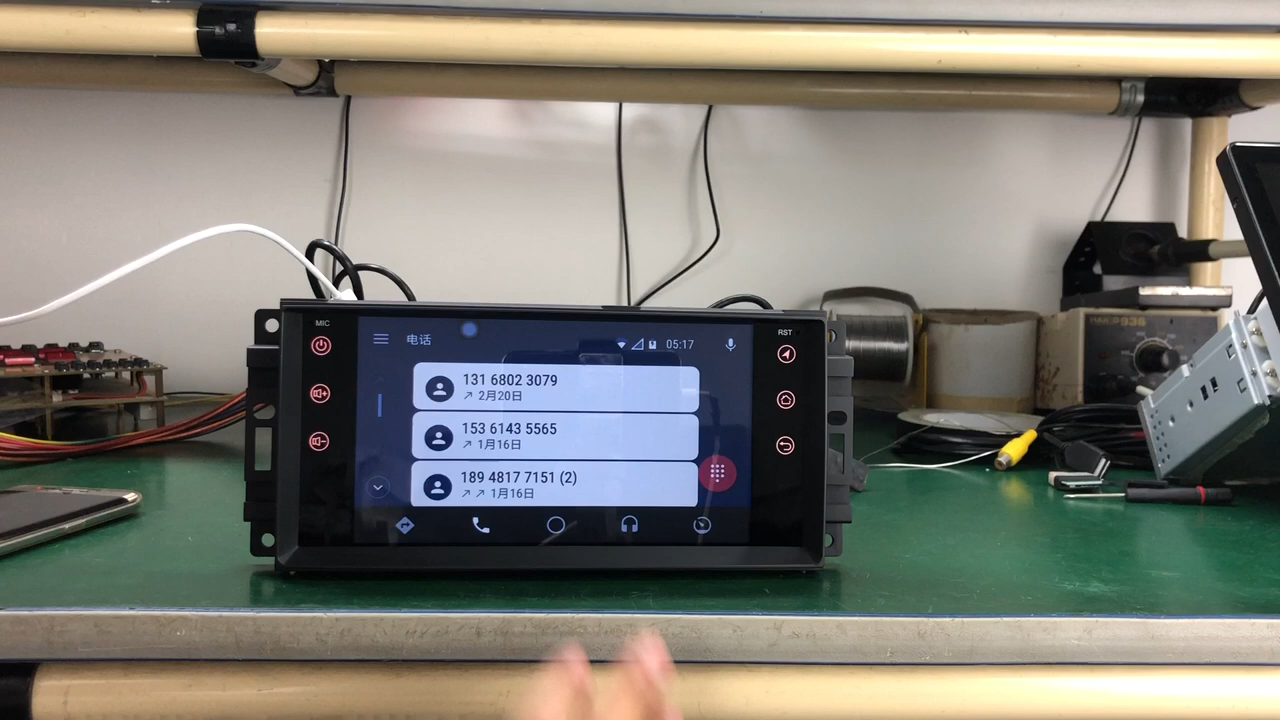 MIC
RST
电话
05:17
131 6802 3079
↗ 2月20日
153 6143 5565
↗ 1月16日
189 4817 7151 (2)
↗ ↗ 1月16日
936